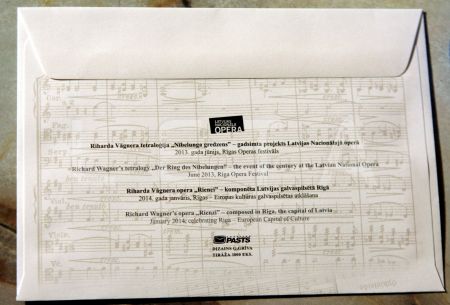 LATVIJAS
NACIONĀLĀ
OPERA
Riharda Vāgnera tetraloģija „Nibelunga gredzens” – gadsimta projekts Latvijas Nacionālajā operā
2013. gada jūnijs, Rīgas Operas festivāls
Richard Wagner's tetralogy „Der Ring des Nibelungen” – the event of the century at the Latvian National Opera
June 2013, Riga Opera Festival
Riharda Vāgnera opera „Rienci” – komponēta Latvijas galvaspilsētā Rīgā
2014. gada janvāris, Rīgas – Eiropas kultūras galvaspilsētas atklāšana
Richard Wagner's opera „Rienzi” – composed in Riga, the capital of Latvia
January 2014, celebrating Riga – European Capital of Culture
PASTS
DIZAINS Ģ.GRĪVA
TIRĀŽA 1000 EKS.